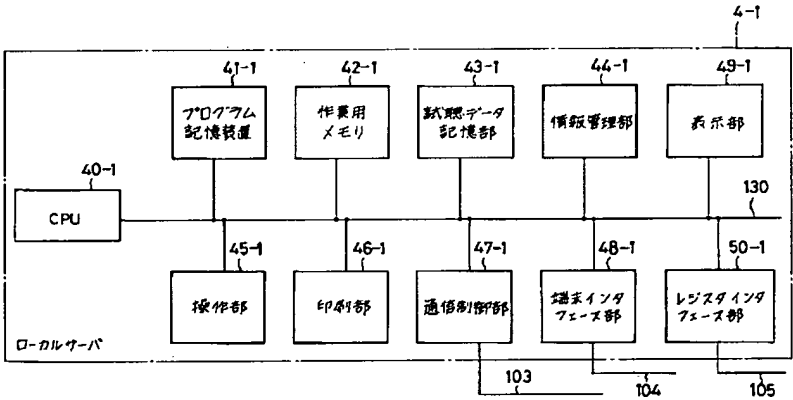 4-1
41-1
42-1
43-1
44-1
49-1
プログラム
記憶装置
作業用
メモリ
試聴データ
記憶部
情報管理部
表示部
40-1
CPU
130
45-1
46-1
47-1
48-1
50-1
操作部
印刷部
通信制御部
端末インタ
フェース部
レジスタインタ
フェース部
ローカルサーバ
103
104
105